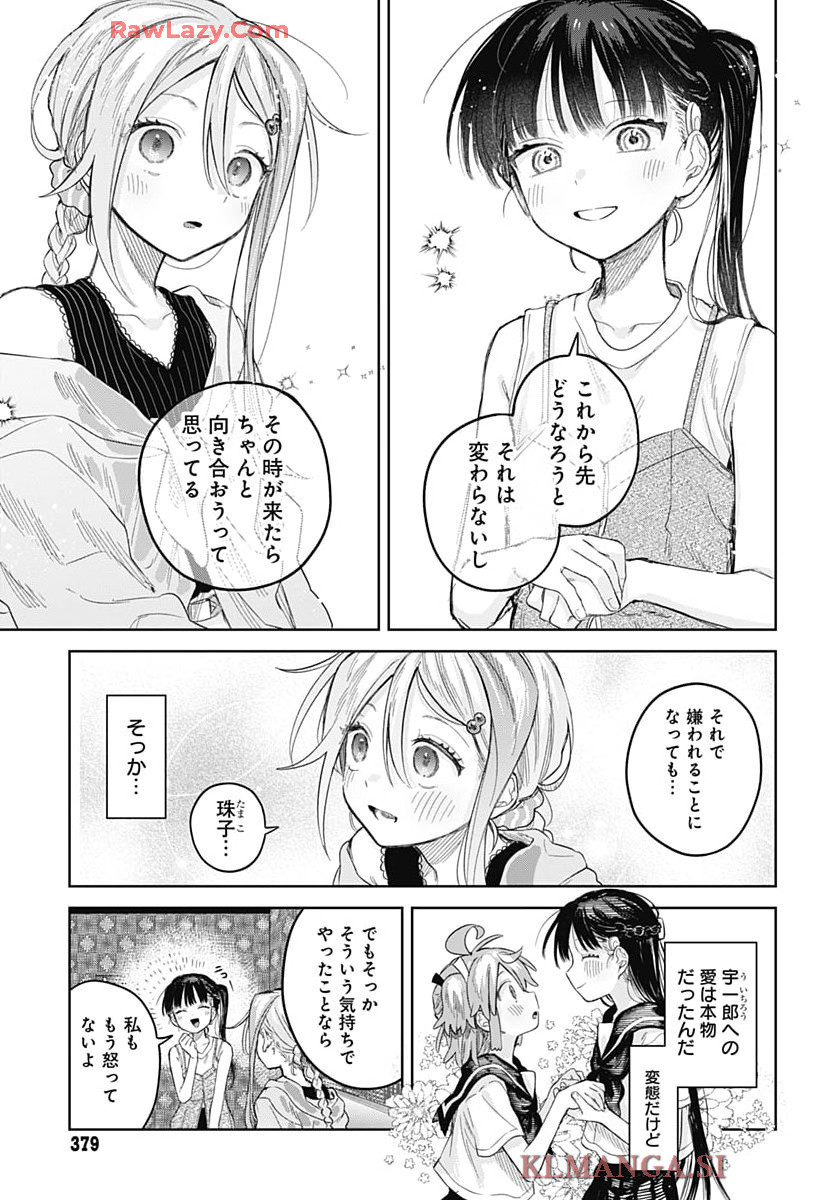 RawLazy.Com
これから先
どうなろうと
それは
変わらないし
その時が来たら
ちゃんと
向き合おうって
思ってる
それで
嫌われることに
なっても…
珠子…
たまこ
そっか…
宇一郎への
ういちろう
愛は本物
だったんだ
変態だけど
でもそっか
そういう気持ちで
やったことなら
私も
もう怒って
ないよ
379
KLMANGA.SI